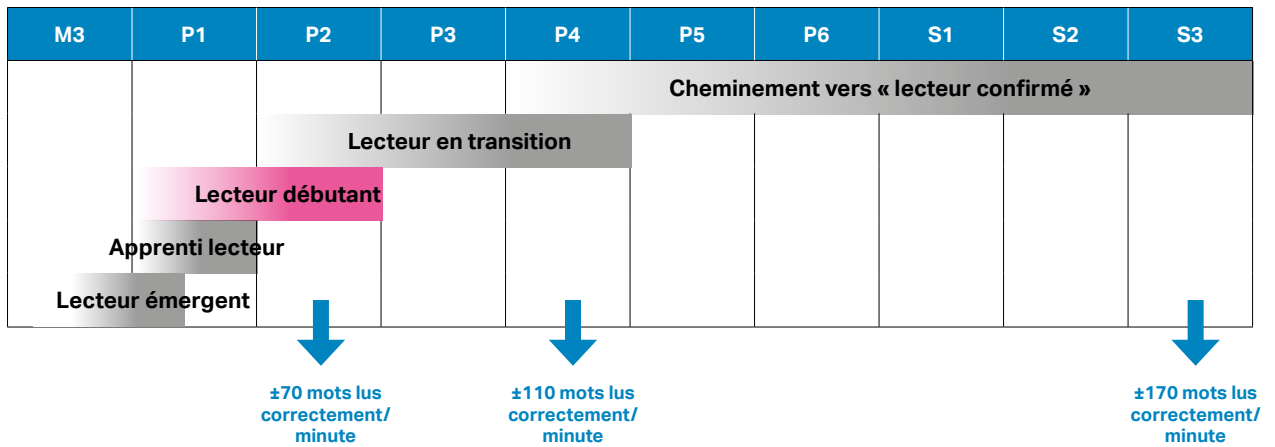 M3 P1 P2 P3 P4 P5 P6 S1 S2 S3
Cheminement vers « lecteur confirmé »
Lecteur en transition
Lecteur débutant
Apprenti lecteur
Lecteur émergent
±70 mots lus
correctement/
minute
±110 mots lus
correctement/
minute
±170 mots lus
correctement/
minute